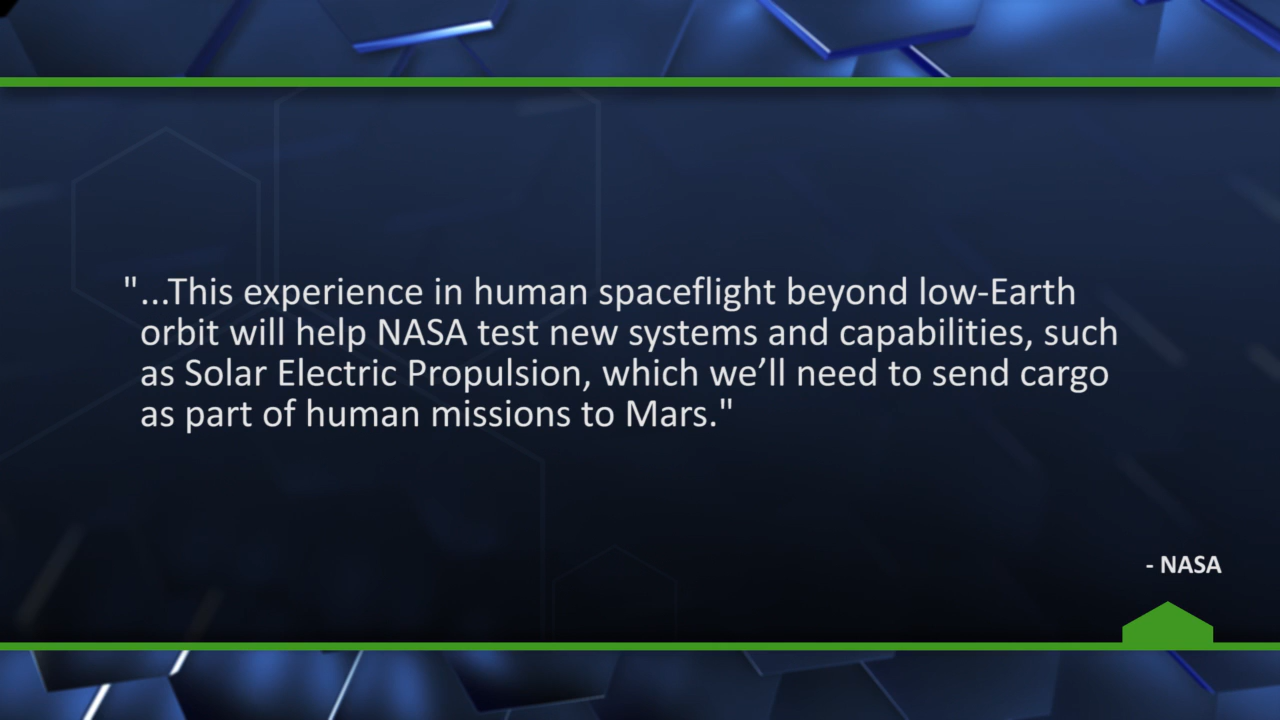 "...This experience in human spaceflight beyond low-Earth
orbit will help NASA test new systems and capabilities, such
as Solar Electric Propulsion, which we’ll need to send cargo
as part of human missions to Mars."
- NASA